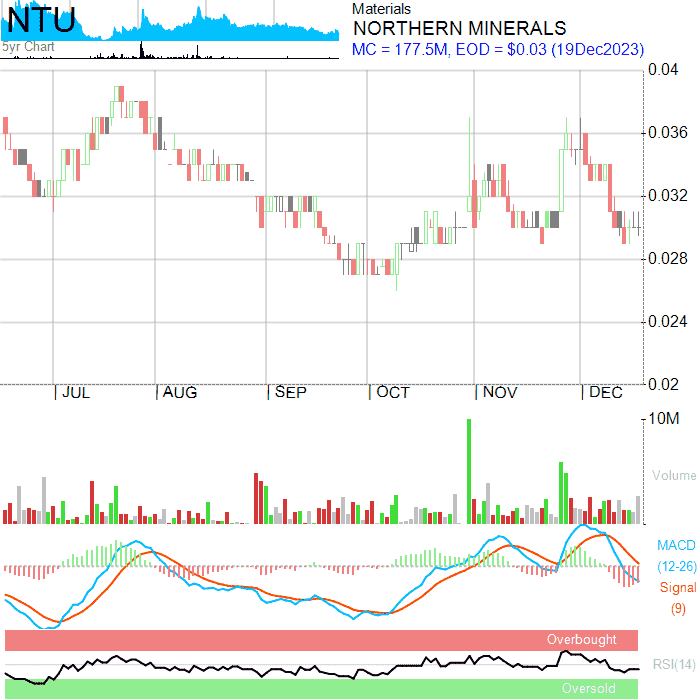 NTU
5yr Chart
Materials
NORTHERN MINERALS
MC = 177.5M, EOD = $0.03 (19Dec2023)
0.04
0.036
0.032
0.028
0.024
0.02
JUL AUG SEP OCT NOV DEC
10M
Volume
MACD
(12-26)
Signal
(9)
Overbought
RSI(14)
Oversold